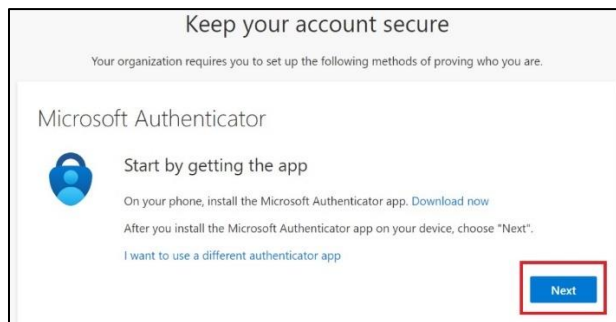 Keep your account secure
Your organization requires you to set up the following methods of proving who you are.
Microsoft Authenticator
Start by getting the app
On your phone, install the Microsoft Authenticator app. Download now
After you install the Microsoft Authenticator app on your device, choose "Next".
I want to use a different authenticator app
Next